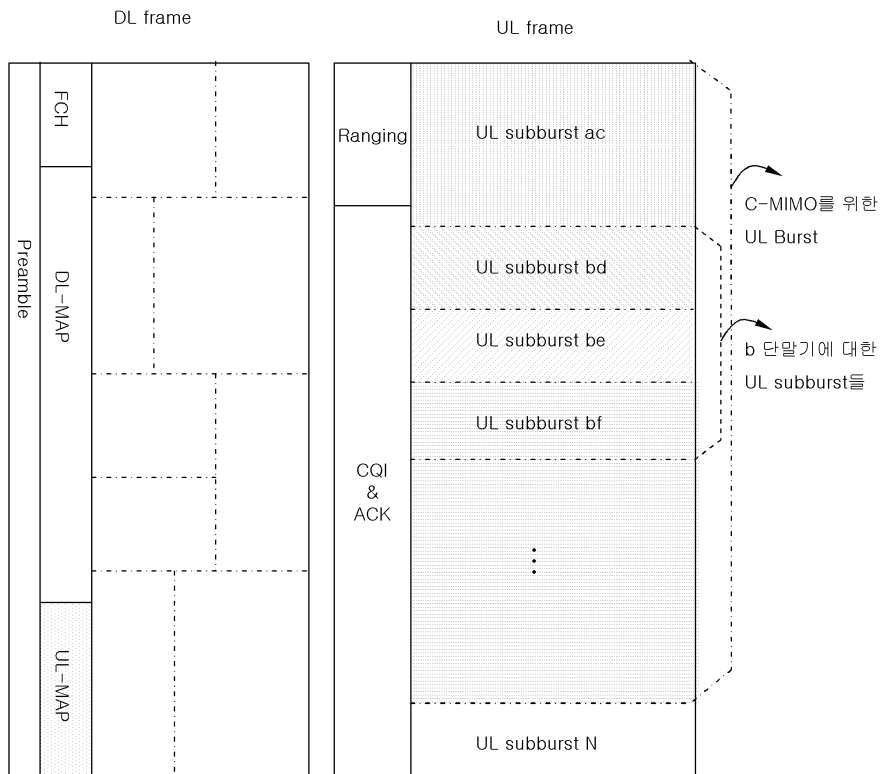 DL frame
UL frame
Preamble
FCH
DL-MAP
UL-MAP
Ranging
CQI
&
ACK
UL subburst ac
UL subburst bd
UL subburst be
UL subburst bf
UL subburst N
C-MIMO를 위한
UL Burst
b 단말기에 대한
UL subburst들